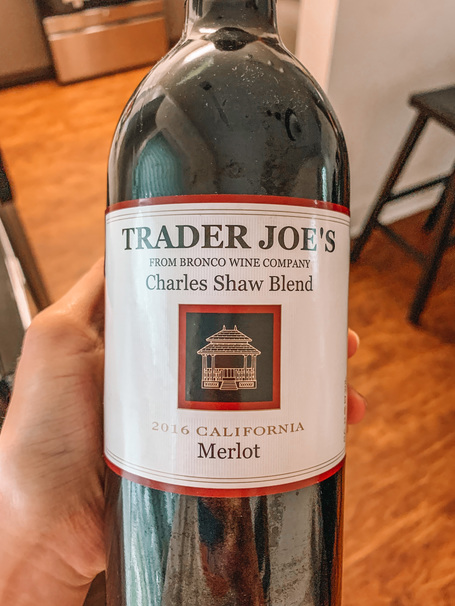 TRADER JOE'S
FROM BRONCO WINE COMPANY
Charles Shaw Blend
2016 CALIFORNIA
Merlot